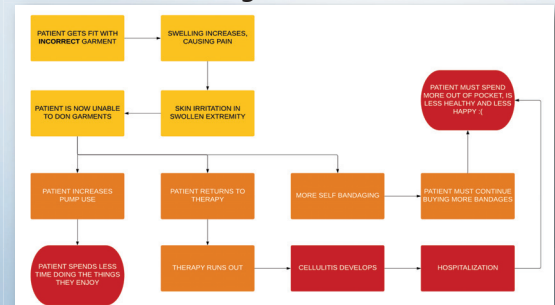 PATIENT GETS FIT WITH
INCORRECT GARMENT
SWELLING INCREASES,
CAUSING PAIN
PATIENT IS NOW UNABLE
TO DON GARMENTS
SKIN IRRITATION IN
SWOLLEN EXTREMITY
PATIENT MUST SPEND
MORE OUT OF POCKET, IS
LESS HEALTHY AND LESS
HAPPY :(
PATIENT INCREASES
PUMP USE
PATIENT RETURNS TO
THERAPY
MORE SELF BANDAGING
PATIENT MUST CONTINUE
BUYING MORE BANDAGES
PATIENT SPENDS LESS
TIME DOING THE THINGS
THEY ENJOY
THERAPY RUNS OUT
CELLULITIS DEVELOPS
HOSPITALIZATION